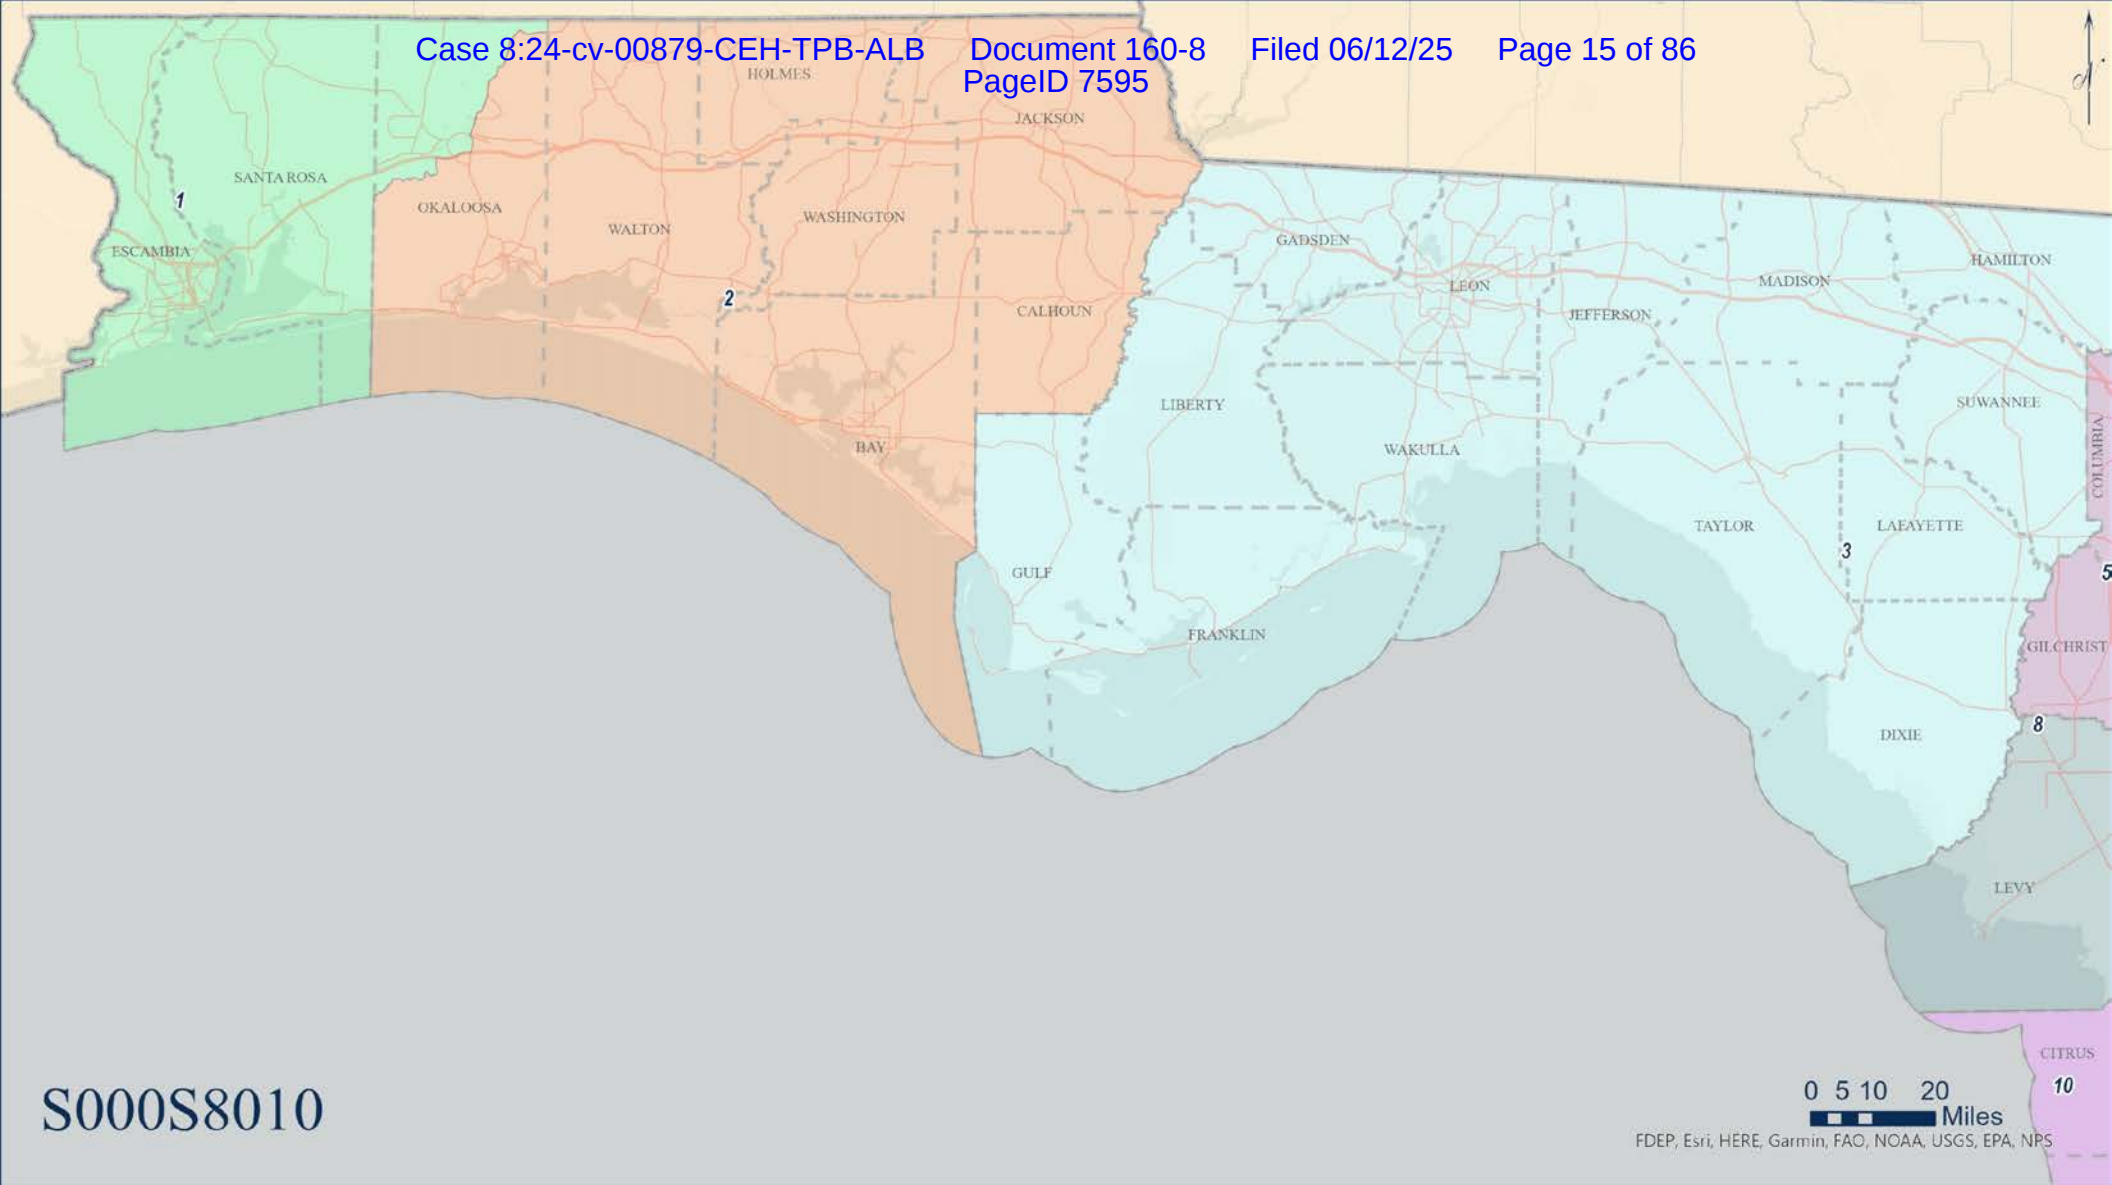 Case 8:24-cv-00879-CEH-TPB-ALB Document 160-8 Filed 06/12/25 Page 15 of 86
PageID 7595
N
HOLMES
JACKSON
SANTA ROSA
1
OKALOOSA
WALTON
WASHINGTON
ESCAMBIA
GADSDEN
HAMILTON
LEON
MADISON
2
CALHOUN
JEFFERSON
LIBERTY
SUWANNEE
BAY
WAKULLA
COLUMBIA
TAYLOR
LAFAYETTE
3
GULF
5
FRANKLIN
GILCHRIST
8
DIXIE
LEVY
CITRUS
10
S000S8010
0 5 10 20
Miles
FDEP, Esri, HERE, Garmin, FAO, NOAA, USGS, EPA, NPS